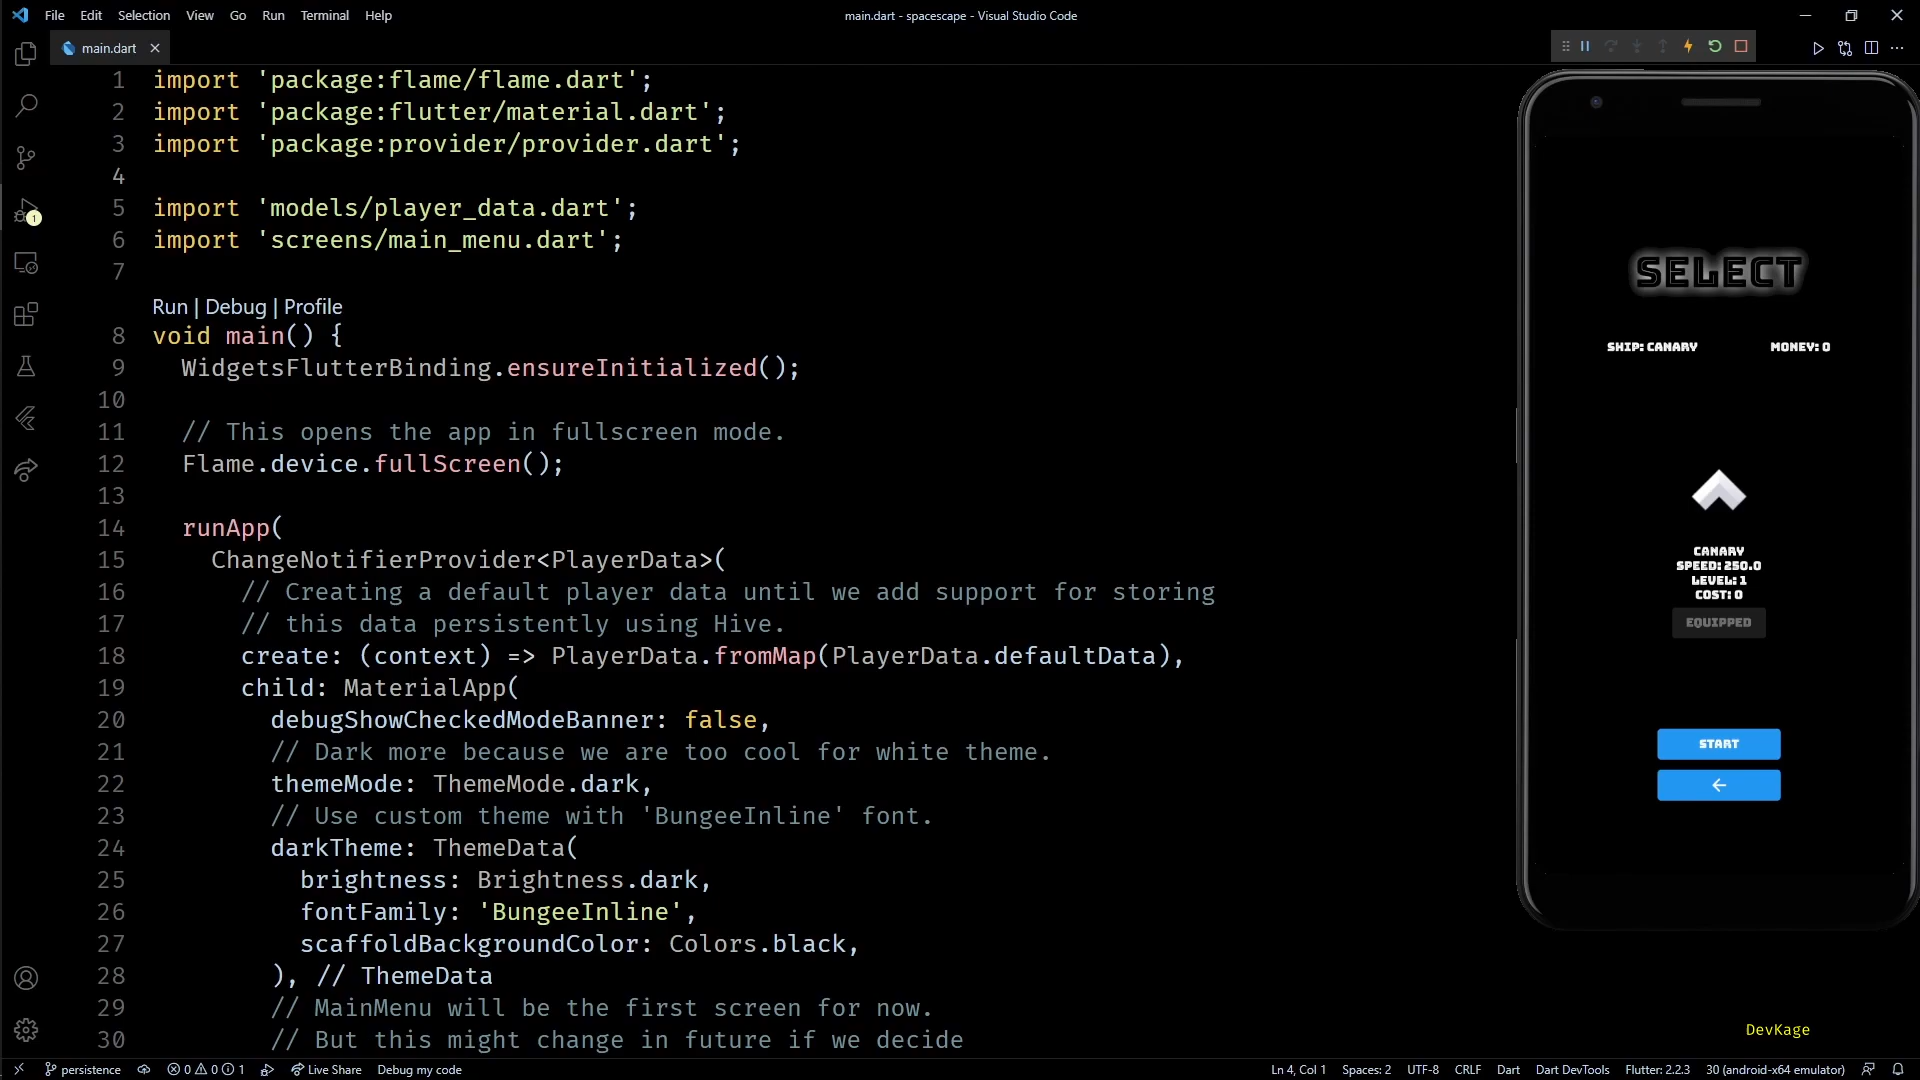 File Edit Selection View Go Run Terminal Help
main.dart - spacescape - Visual Studio Code
main.dart
1 import 'package:flame/flame.dart';
2 import 'package:flutter/material.dart';
3 import 'package:provider/provider.dart';
4
5 import 'models/player_data.dart';
6 import 'screens/main_menu.dart';
7
Run | Debug | Profile
8 void main() {
9 WidgetsFlutterBinding.ensureInitialized();
10
11 // This opens the app in fullscreen mode.
12 Flame.device.fullScreen();
13
14 runApp(
15 ChangeNotifierProvider<PlayerData>(
16 // Creating a default player data until we add support for storing
17 // this data persistently using Hive.
18 create: (context) => PlayerData.fromMap(PlayerData.defaultData),
19 child: MaterialApp(
20 debugShowCheckedModeBanner: false,
21 // Dark more because we are too cool for white theme.
22 themeMode: ThemeMode.dark,
23 // Use custom theme with 'BungeeInline' font.
24 darkTheme: ThemeData(
25 brightness: Brightness.dark,
26 fontFamily: 'BungeeInline',
27 scaffoldBackgroundColor: Colors.black,
28 ), // ThemeData
29 // MainMenu will be the first screen for now.
30 // But this might change in future if we decide
1
SELECT
SHIP: CANARY MONEY: 0
CANARY
SPEED: 250.0
LEVEL: 1
COST: 0
EQUIPPED
START
DevKage
persistence 0 0 1 Live Share Debug my code
Ln 4, Col 1 Spaces: 2 UTF-8 CRLF Dart Dart DevTools Flutter: 2.2.3 30 (android-x64 emulator)